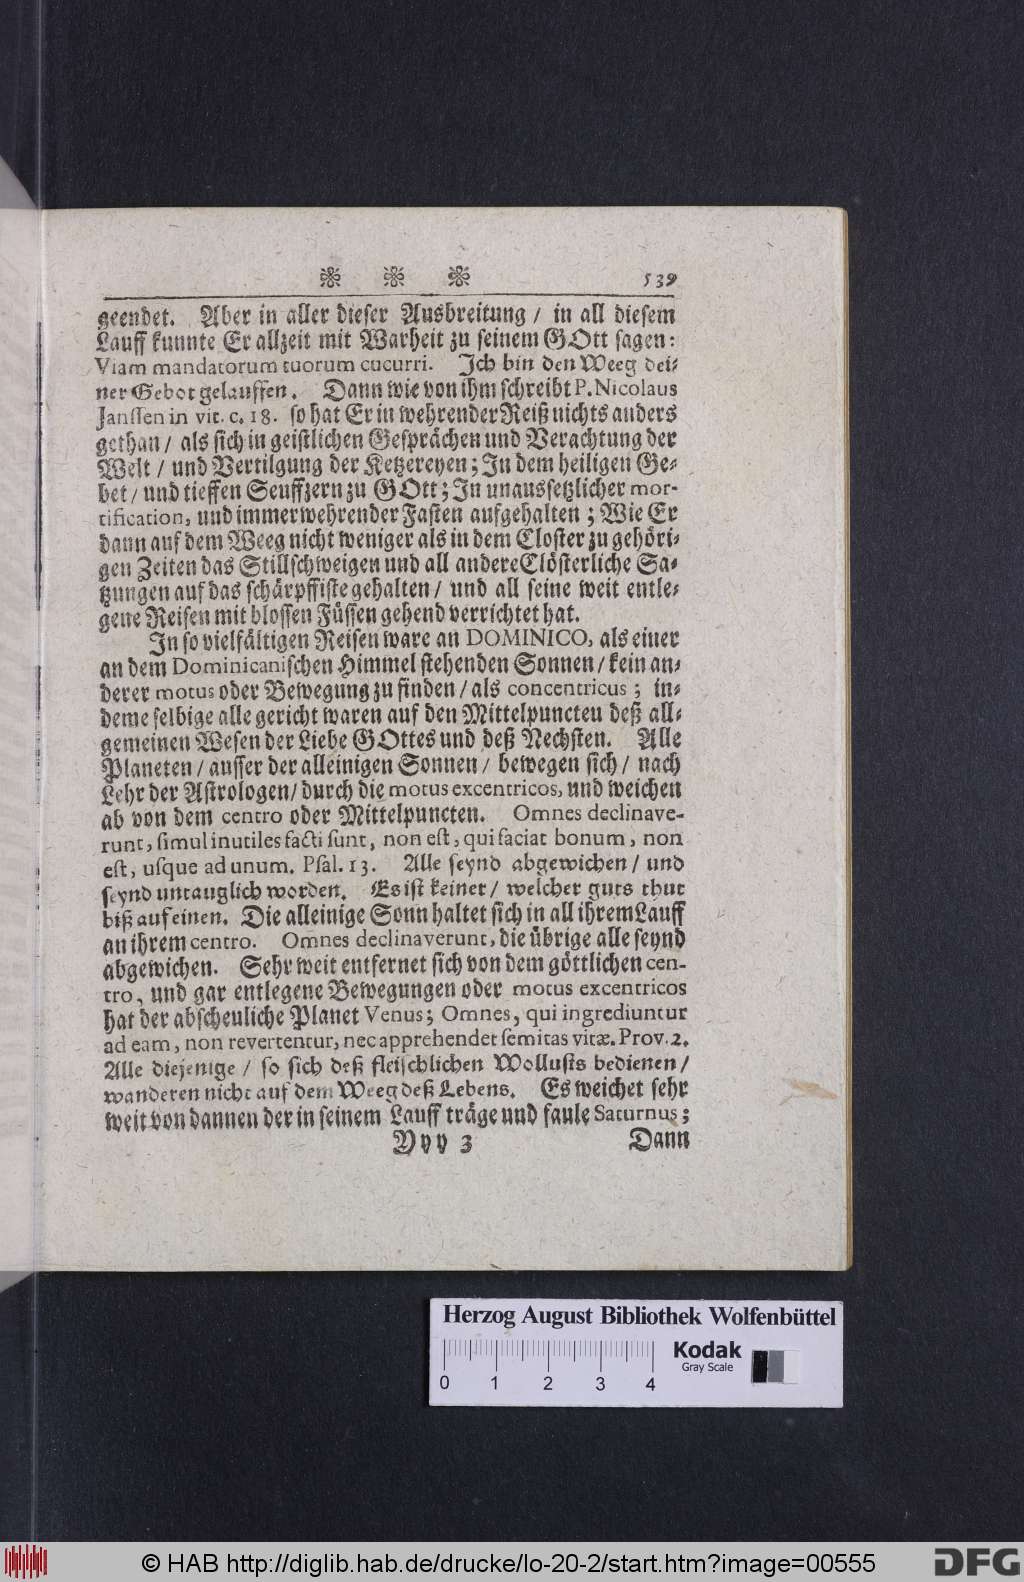 539
geendet. Aber in aller dieser Ausbreitung / in all diesem
Lauff kunnte Er allzeit mit Warheit zu seinem GOtt sagen:
Viam mandatorum tuorum cucurri. Jch bin den Weeg dei-
ner Gebot gelauffen. Dann wie von ihm schreibt P. Nicolaus
Janssen in vit. c. 18. so hat Er in wehrender Reiß nichts anders
gethan / als sich in geistlichen Gesprächen und Verachtung der
Welt / und Vertilgung der Ketzereyen; Jn dem heiligen Ge-
bet / und tieffen Seuffzern zu GOtt; Jn unaussetzlicher mor-
tification, und immerwehrender Fasten aufgehalten; Wie Er
dann auf dem Weeg nicht weniger als in dem Closter zu gehöri-
gen Zeiten das Stillschweigen und all andere Clösterliche Sa-
tzungen auf das schärpffiste gehalten / und all seine weit entle-
gene Reisen mit blossen Füssen gehend verrichtet hat.
Jn so vielfältigen Reisen ware an DOMINICO, als einer
an dem Dominicanischen Himmel stehenden Sonnen / kein an-
derer motus oder Bewegung zu finden / als concentricus; in-
deme selbige alle gericht waren auf den Mittelpuncten deß all-
gemeinen Wesen der Liebe GOttes und deß Nechsten. Alle
Planeten / ausser der alleinigen Sonnen / bewegen sich / nach
Lehr der Astrologen / durch die motus excentricos, und weichen
ab von dem centro oder Mittelpuncten. Omnes declinave-
runt, simul inutiles facti sunt, non est, qui faciat bonum, non
est, usque ad unum. Psal. 13. Alle seynd abgewichen / und
seynd untauglich worden. Es ist keiner / welcher guts thut
biß auf einen. Die alleinige Sonn haltet sich in all ihrem Lauff
an ihrem centro. Omnes declinaverunt, die übrige alle seynd
abgewichen. Sehr weit entfernet sich von dem göttlichen cen-
tro, und gar entlegene Bewegungen oder motus excentricos
hat der abscheuliche Planet Venus; Omnes, qui ingrediuntur
ad eam, non revertentur, nec apprehendet semitas vitæ. Prov. 2.
Alle diejenige / so sich deß fleischlichen Wollusts bedienen /
wanderen nicht auf dem Weeg deß Lebens. Es weichet sehr
weit von dannen der in seinem Lauff träge und faule Saturnus;
Yyy 3 Dann
Herzog August Bibliothek Wolfenbüttel
Kodak
Gray Scale
0 1 2 3 4
© HAB http://diglib.hab.de/drucke/lo-20-2/start.htm?image=00555
DFG